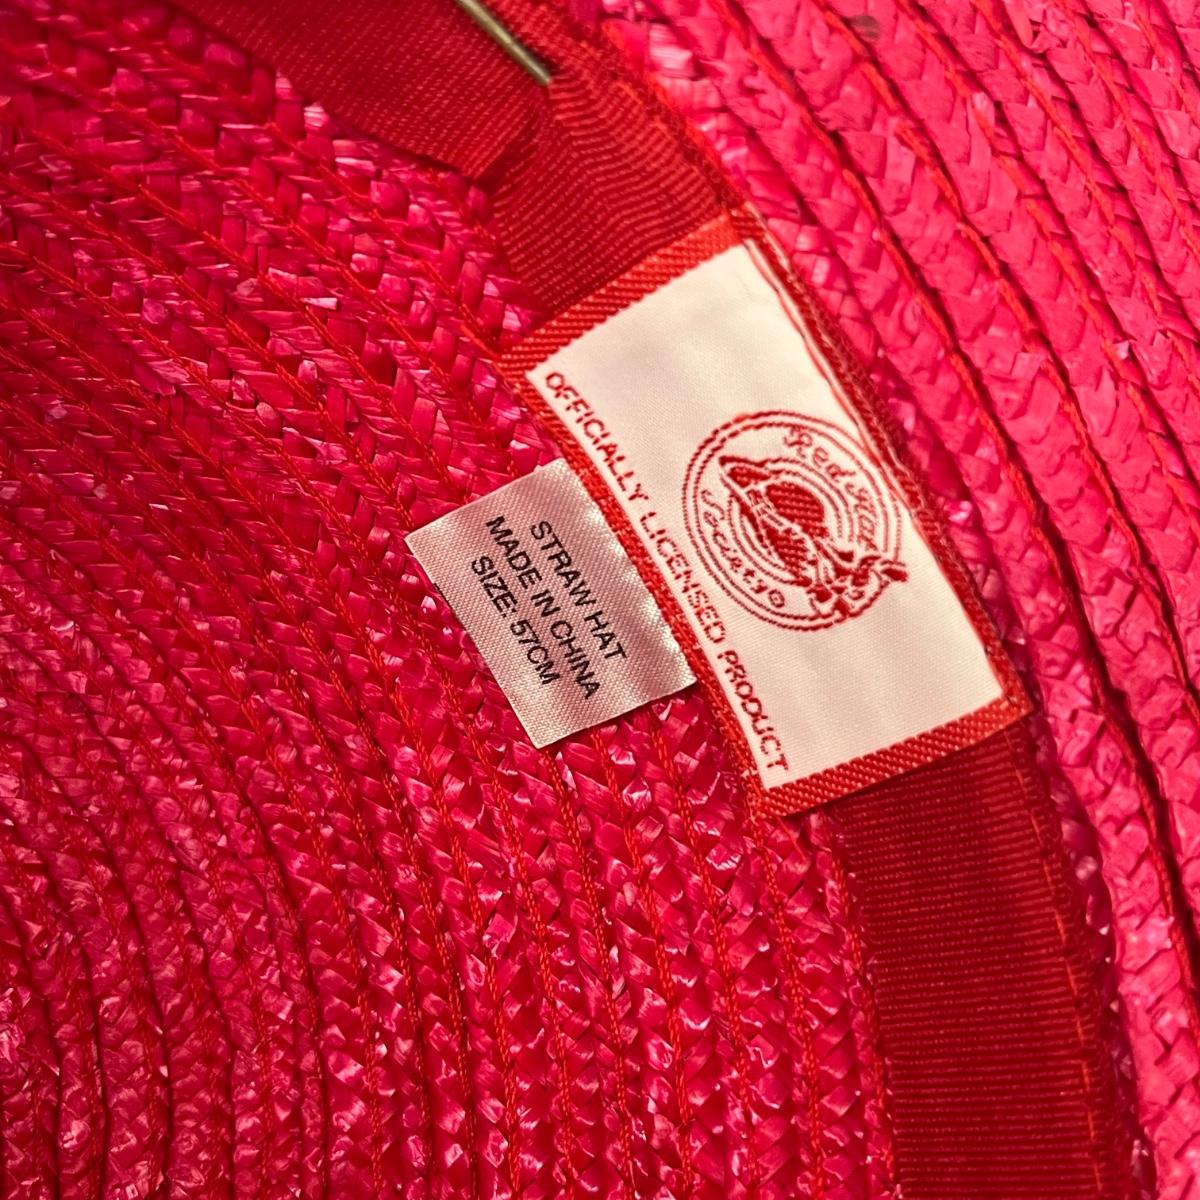 OFFICIALLY LICENSED PRODUCT
Red Hat
Society®
STRAW HAT
MADE IN CHINA
SIZE: 57CM